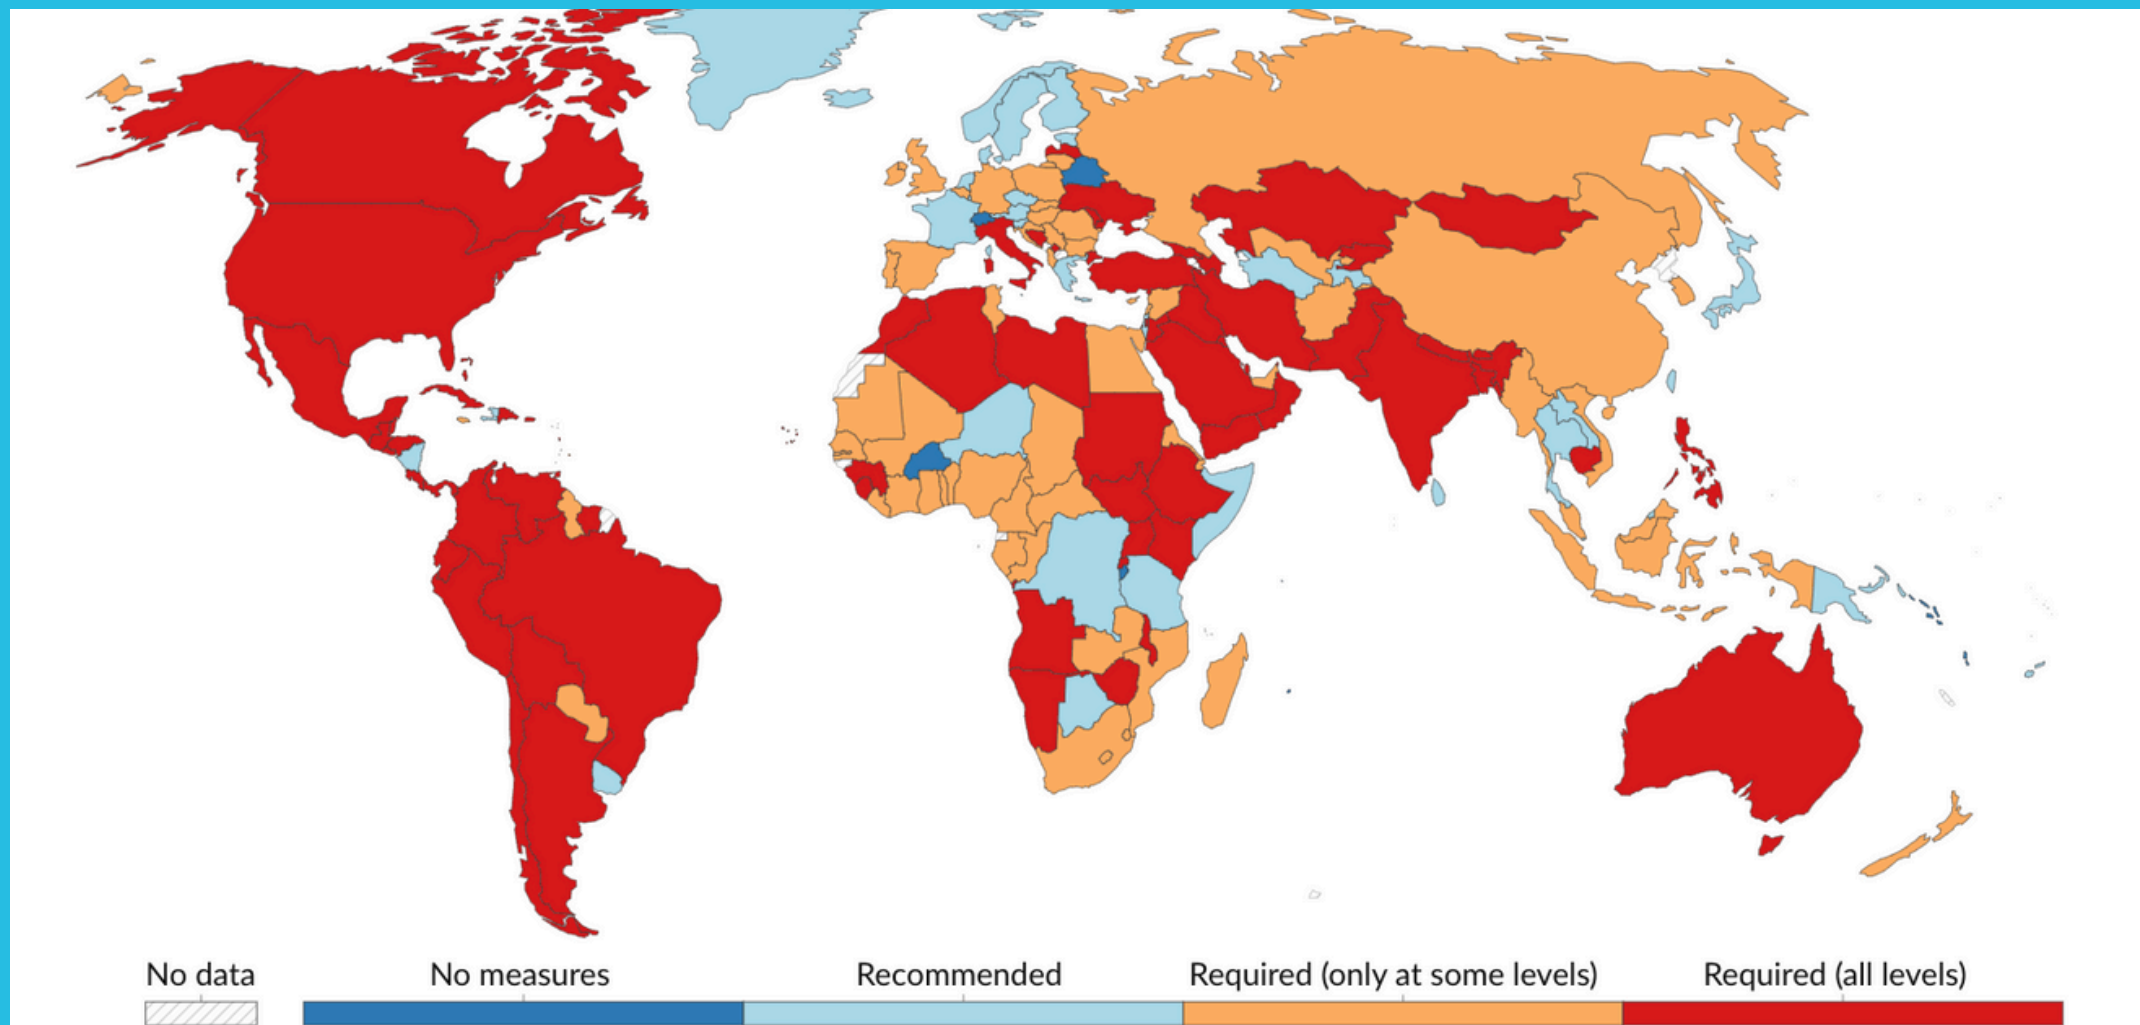 No data
No measures
Recommended
Required (only at some levels)
Required (all levels)